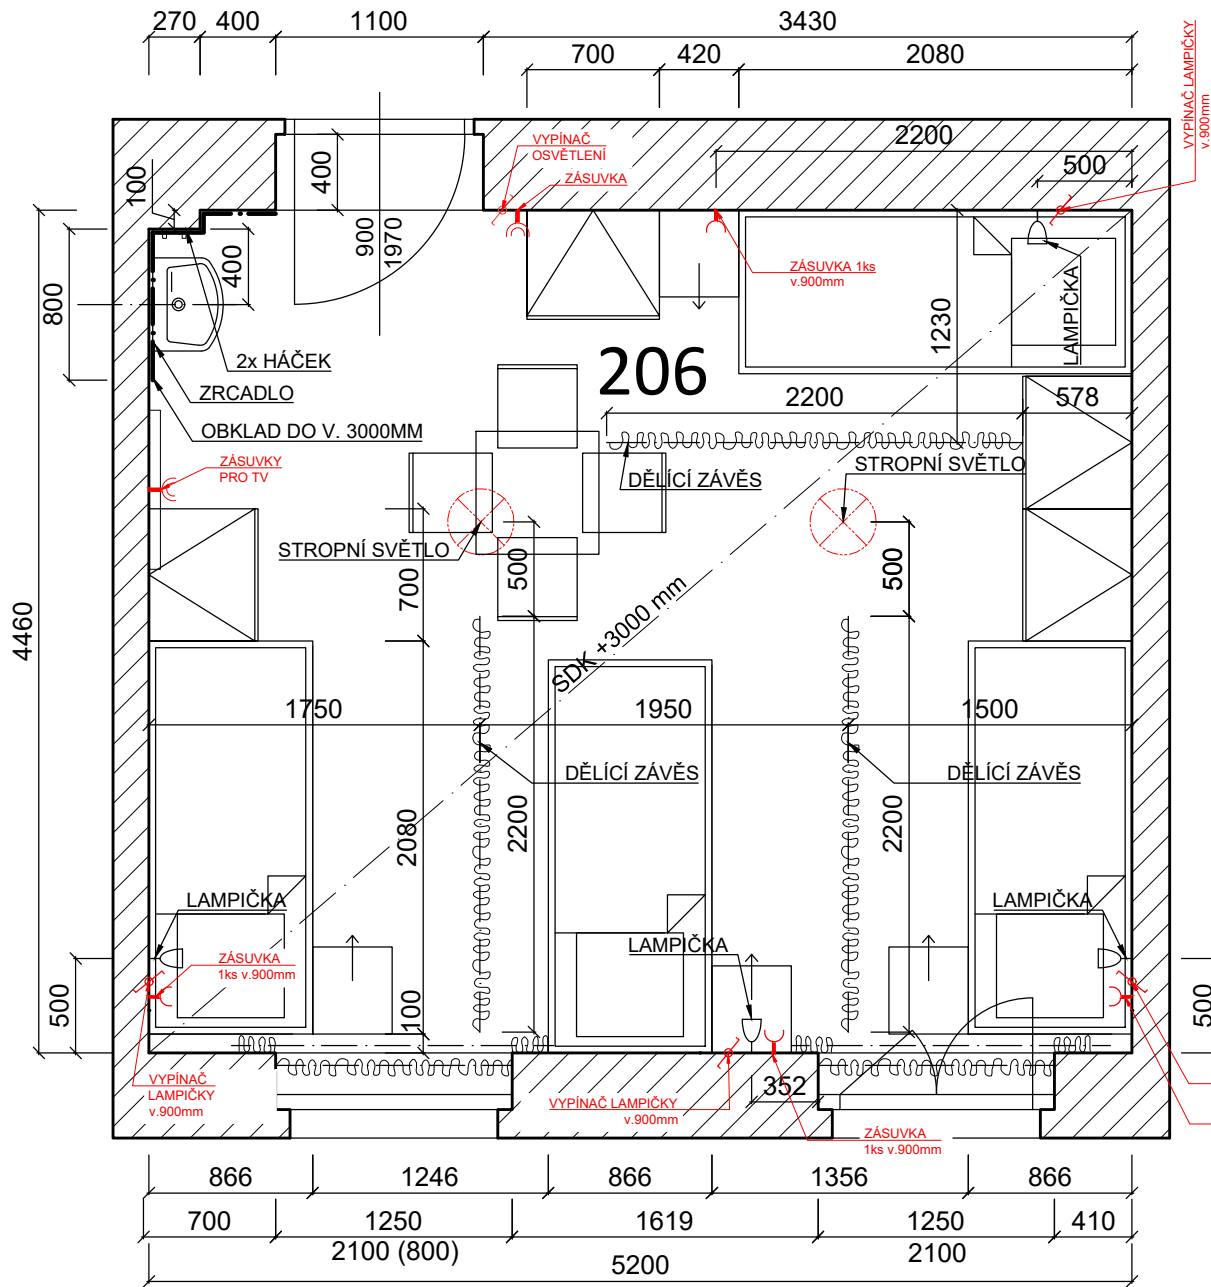 270
400
1100
3430
700
420
2080
VYPÍNAČ LAMPIČKY
v.900mm
2200
500
VYPÍNAČ
OSVĚTLENÍ
ZÁSUVKA
100
400
900
1970
400
800
ZÁSUVKA 1ks
v.900mm
1230
LAMPIČKA
2x HÁČEK
ZRCADLO
OBKLAD DO V. 3000MM
206
2200
578
ZÁSUVKY
PRO TV
DĚLÍCÍ ZÁVĚS
STROPNÍ SVĚTLO
STROPNÍ SVĚTLO
700
500
500
4460
SDK +3000 mm
1750
1950
1500
DĚLÍCÍ ZÁVĚS
DĚLÍCÍ ZÁVĚS
2080
2200
2200
LAMPIČKA
LAMPIČKA
LAMPIČKA
ZÁSUVKA
1ks v.900mm
500
100
500
VYPÍNAČ
LAMPIČKY
v.900mm
352
VYPÍNAČ LAMPIČKY
v.900mm
ZÁSUVKA
1ks v.900mm
866
1246
866
1356
866
700
1250
1619
1250
410
2100 (800)
2100
5200